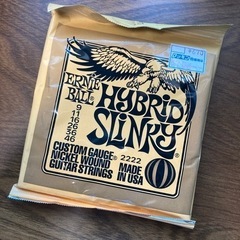 ERNIE BALL
HYBRID SLINKY
9
11
16
26
36
46
CUSTOM GAUGE
NICKEL WOUND
GUITAR STRINGS
2222
MADE IN USA